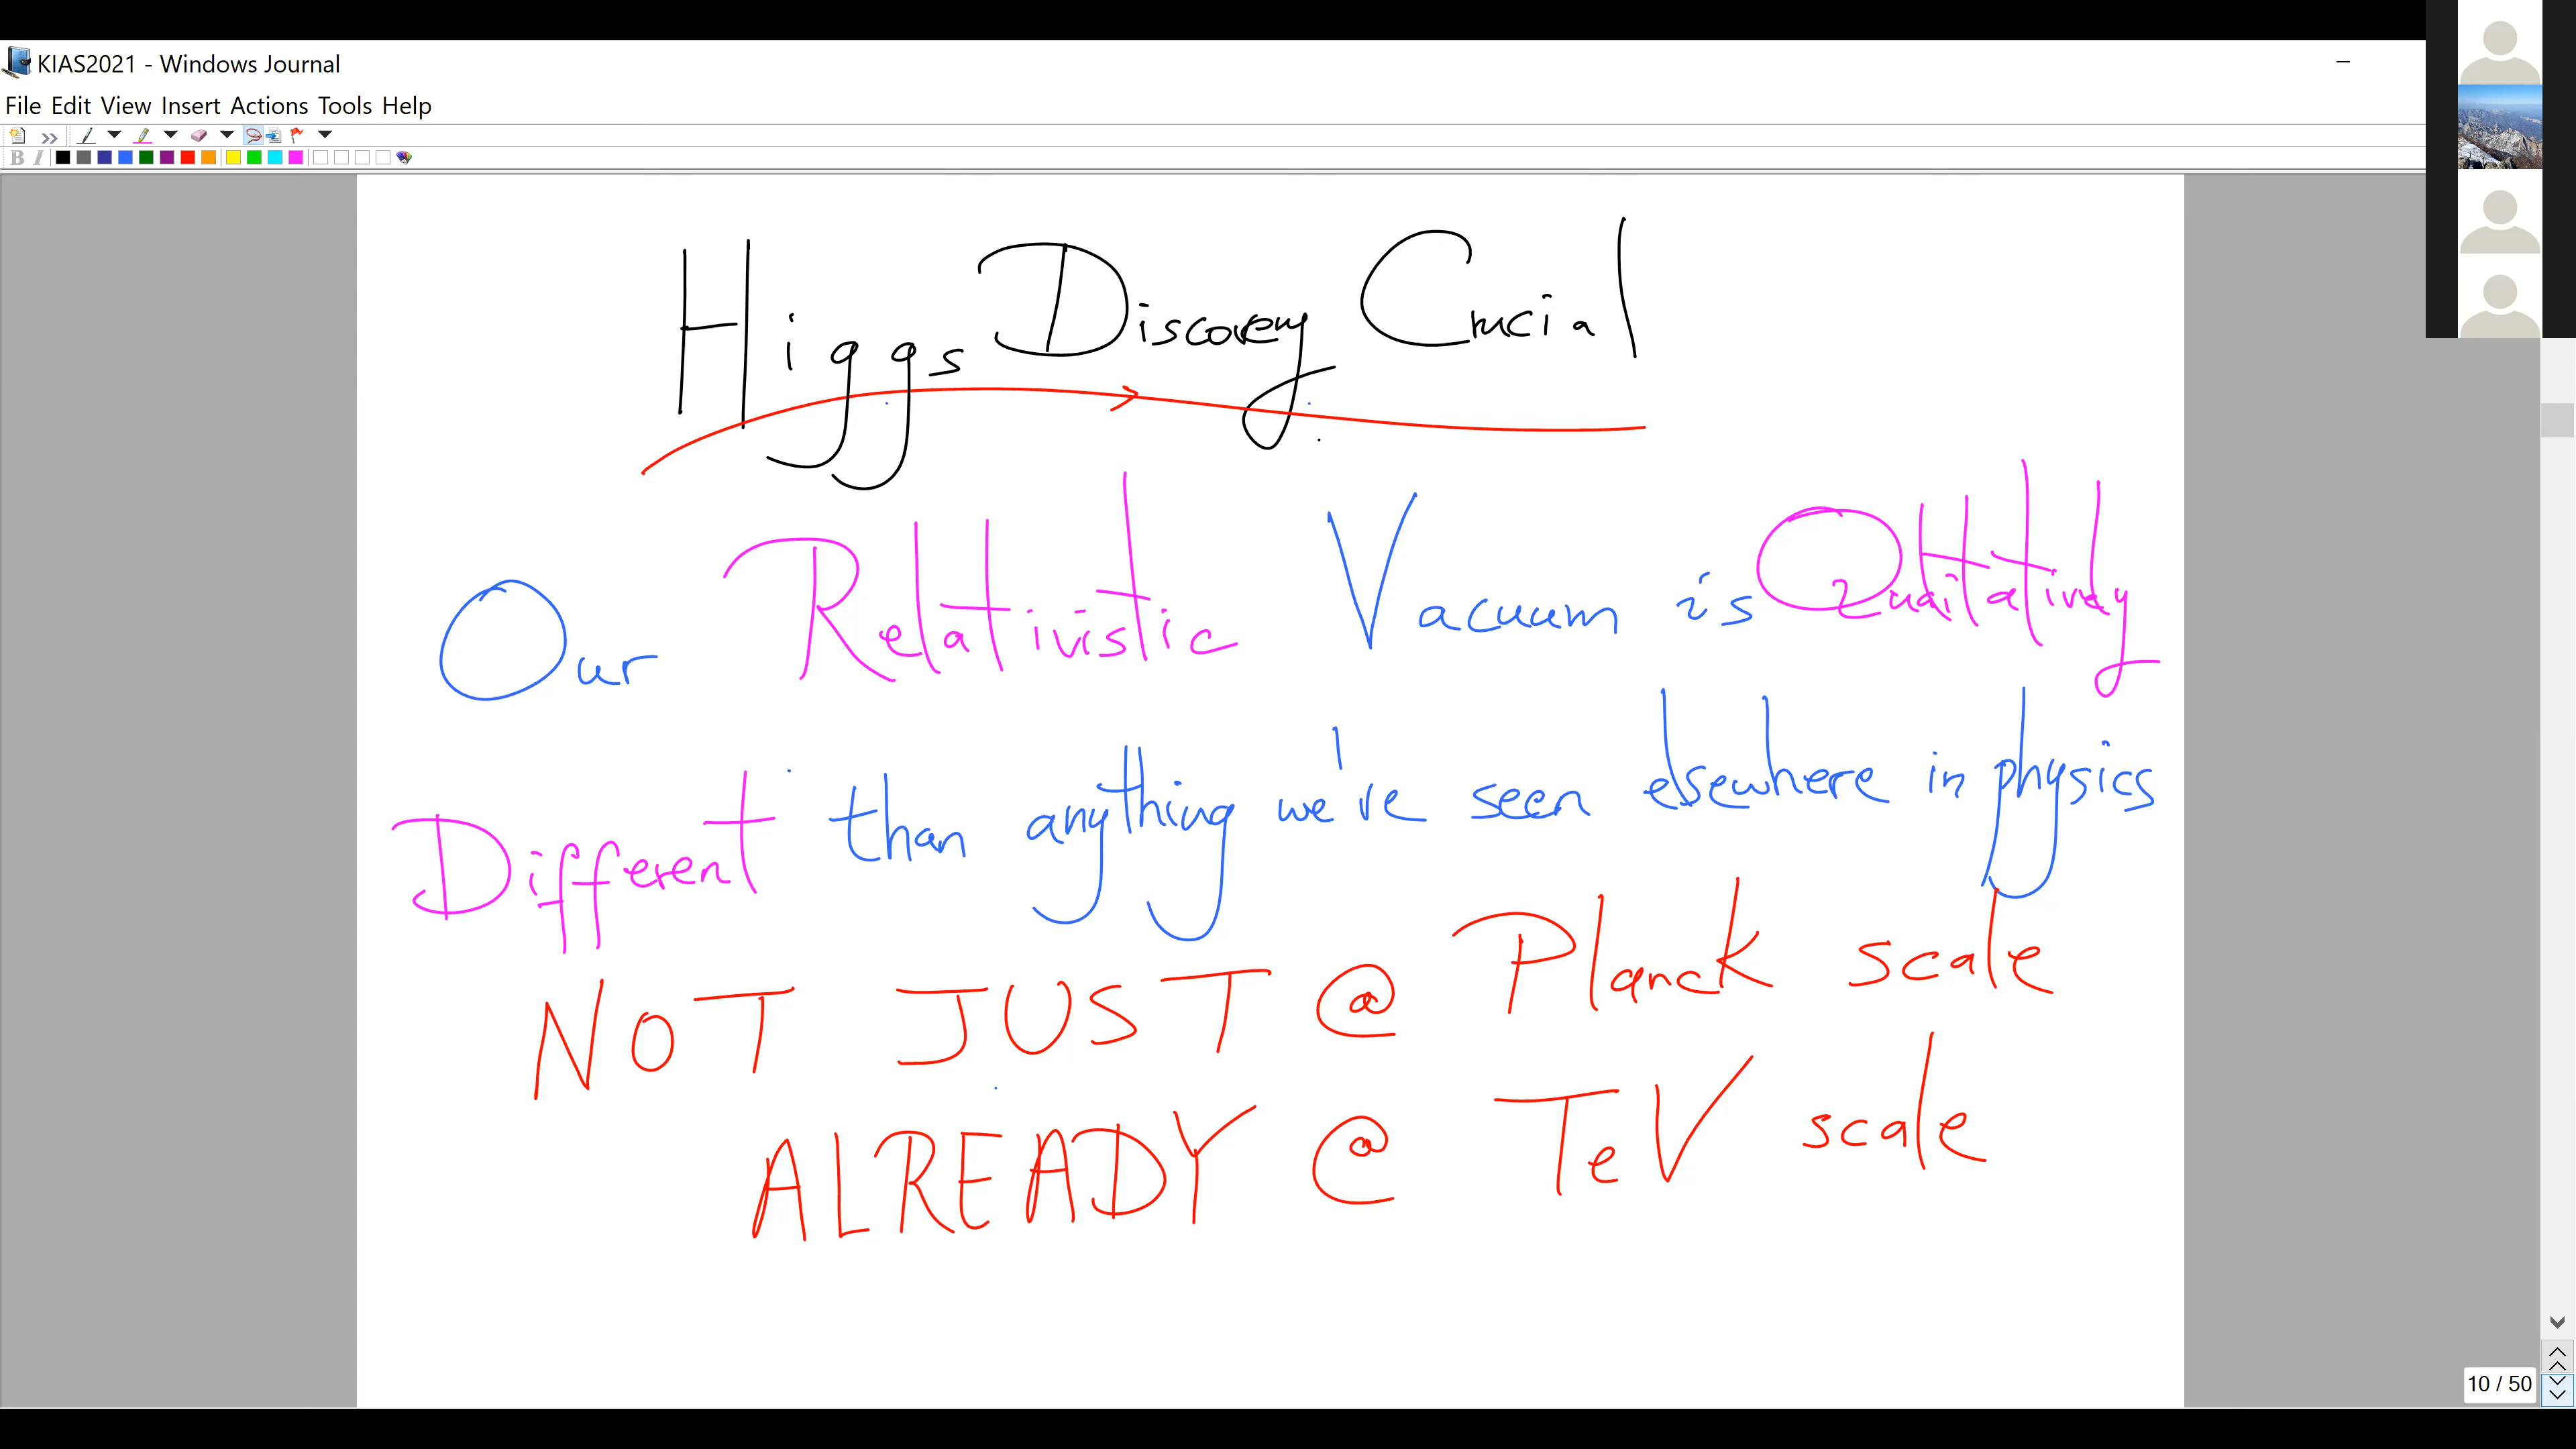 KIAS2021 - Windows Journal
File Edit View Insert Actions Tools Help
B I
Higgs Discovery Crucial
Our Relativistic Vacuum is Qualitatively
Different than anything we've seen elsewhere in physics
NOT JUST @ Planck scale
ALREADY @ TeV scale
10 / 50